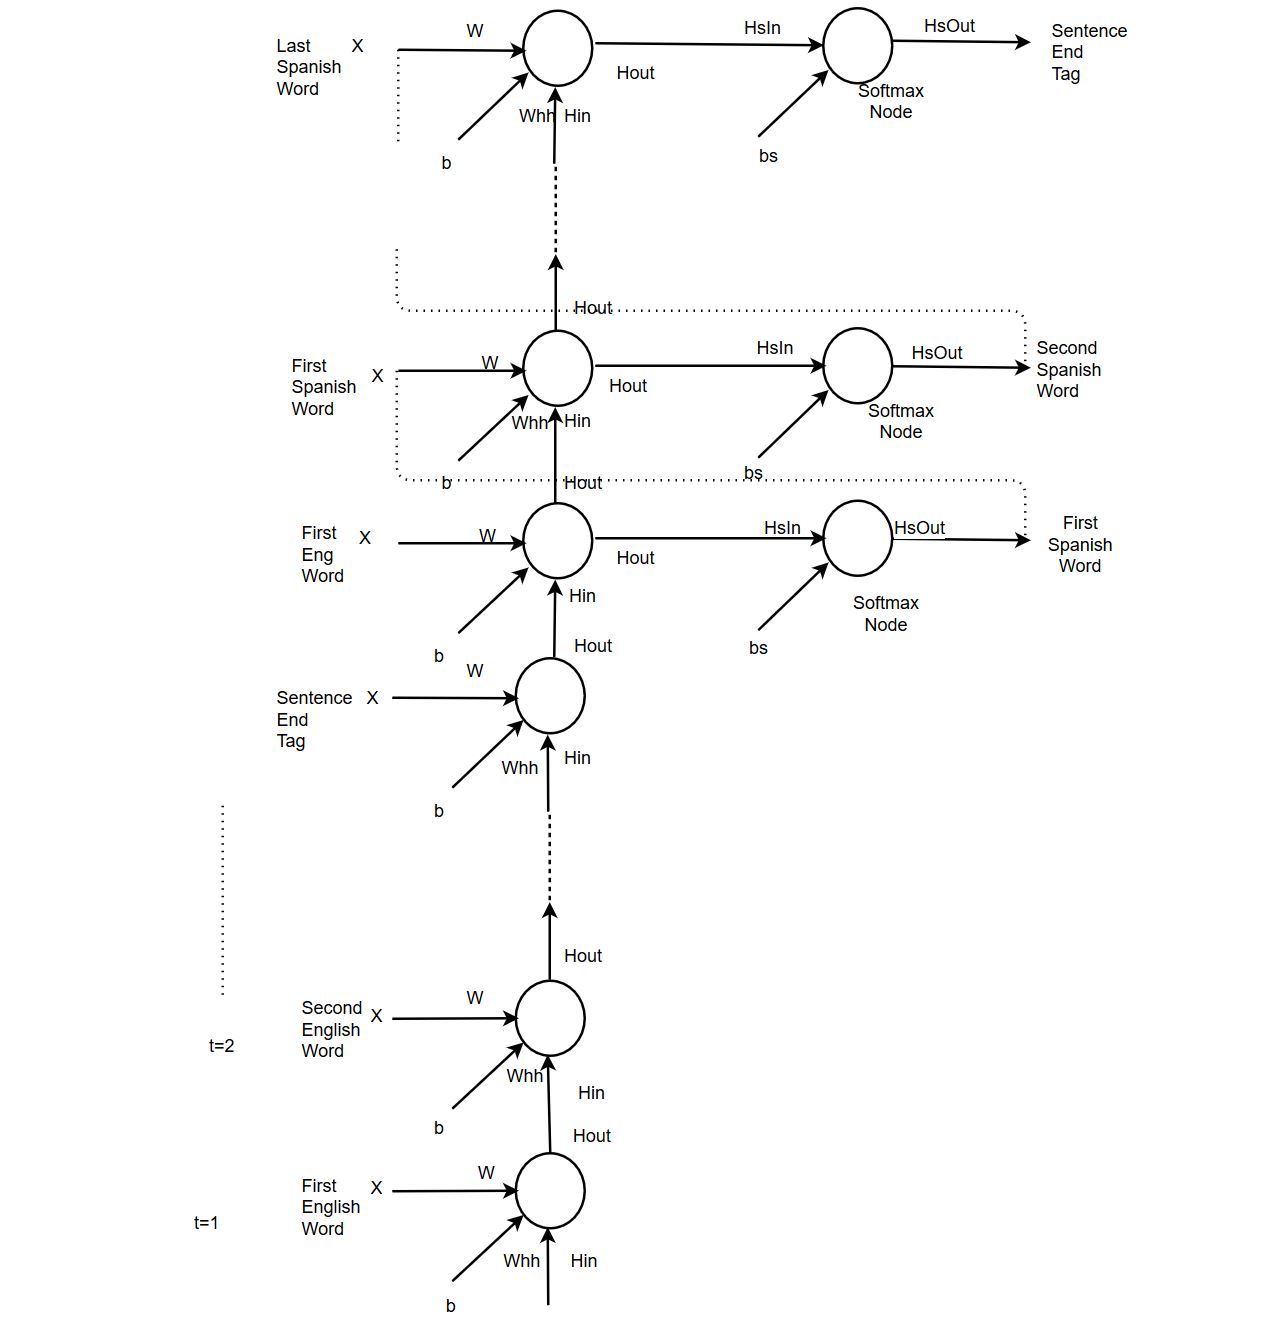 W
HsIn
HsOut
Last
Spanish
Word
X
Sentence
End
Tag
Hout
Softmax
Node
Whh
Hin
b
bs
Hout
First
Spanish
Word
X
W
HsIn
HsOut
Second
Spanish
Word
Hout
Softmax
Node
Whh
Hin
b
bs
Hout
First
Eng
Word
X
W
HsIn
HsOut
First
Spanish
Word
Hout
Hin
Softmax
Node
b
bs
Hout
W
Sentence
End
Tag
X
Whh
Hin
b
Hout
W
Second
English
Word
X
t=2
Whh
Hin
b
Hout
W
First
English
Word
X
t=1
Whh
Hin
b